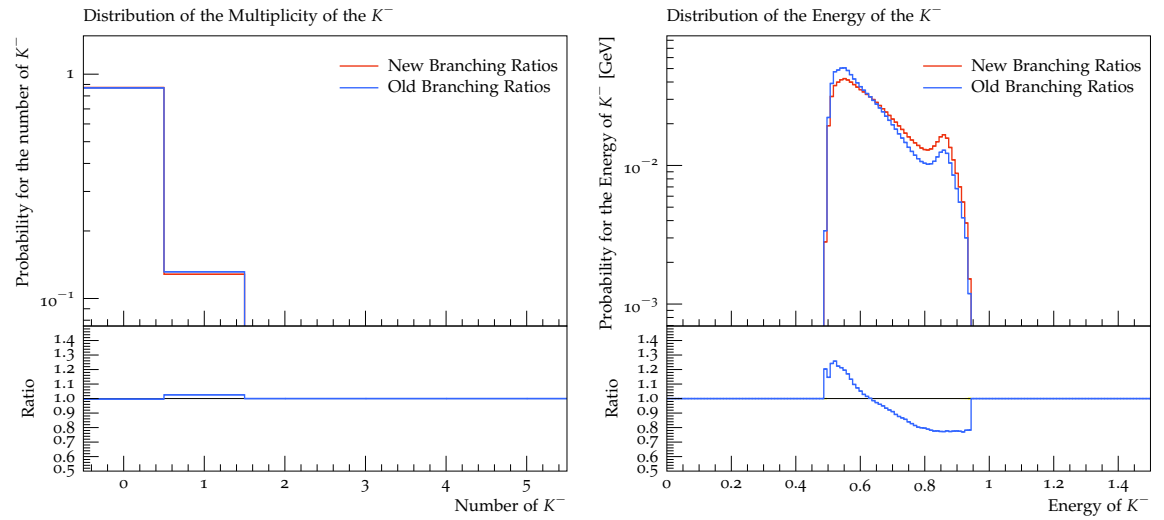 Distribution of the Multiplicity of the K⁻
Probability for the number of K⁻
New Branching Ratios
Old Branching Ratios
1
10⁻¹
Ratio
1.4
1.3
1.2
1.1
1.0
0.9
0.8
0.7
0.6
0.5
0 1 2 3 4 5
Number of K⁻
Distribution of the Energy of the K⁻
Probability for the Energy of K⁻ [GeV]
New Branching Ratios
Old Branching Ratios
10⁻²
10⁻³
Ratio
1.4
1.3
1.2
1.1
1.0
0.9
0.8
0.7
0.6
0.5
0 0.2 0.4 0.6 0.8 1 1.2 1.4
Energy of K⁻